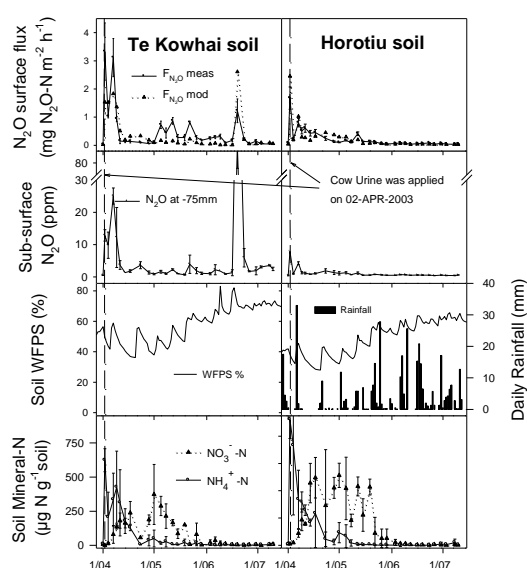 Te Kowhai soil
Horotiu soil
N₂O surface flux
(mg N₂O-N m⁻² h⁻¹)
4
3
2
1
0
F_N₂O meas
F_N₂O mod
Sub-surface
N₂O (ppm)
80
30
20
10
0
N₂O at -75mm
Cow Urine was applied
on 02-APR-2003
Soil WFPS (%)
80
60
40
20
0
WFPS %
Rainfall
40
30
20
10
0
Daily Rainfall (mm)
Soil Mineral-N
(µg N g⁻¹soil)
750
500
250
0
NO₃⁻-N
NH₄⁺-N
1/04 1/05 1/06 1/07 1/04 1/05 1/06 1/07